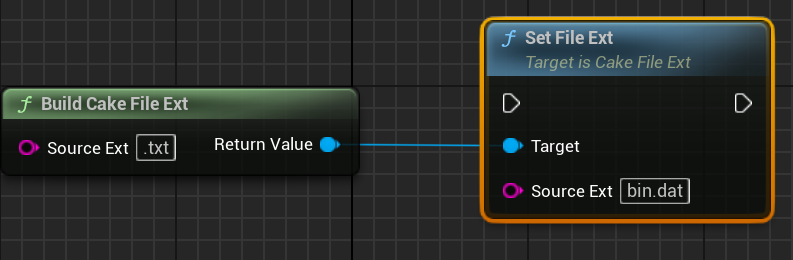 Build Cake File Ext
Source Ext .txt
Return Value
Set File Ext
Target is Cake File Ext
Target
Source Ext bin.dat